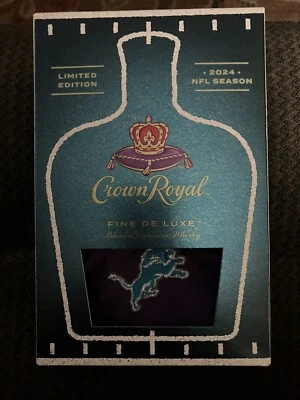 LIMITED
EDITION
• 2024 •
NFL SEASON
Crown Royal
FINE DE LUXE
Blended Canadian Whisky